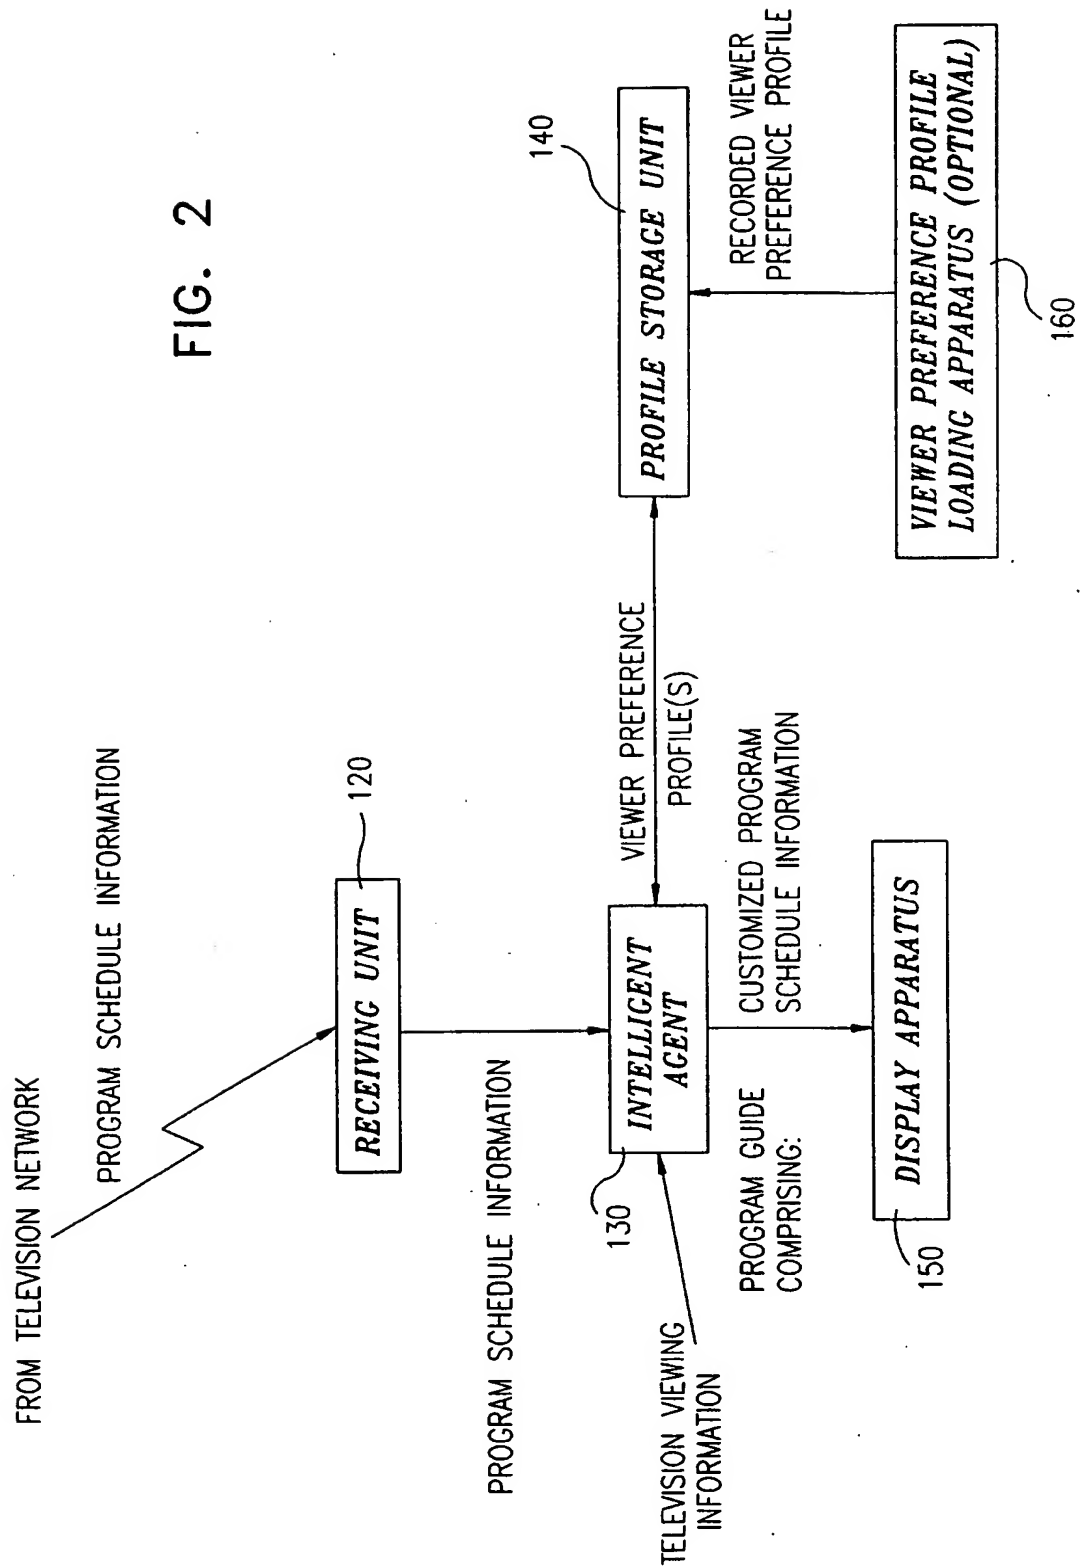 FIG. 2
FROM TELEVISION NETWORK
PROGRAM SCHEDULE INFORMATION
120
RECEIVING UNIT
PROGRAM SCHEDULE INFORMATION
130
INTELLIGENT
AGENT
TELEVISION VIEWING
INFORMATION
VIEWER PREFERENCE
PROFILE(S)
140
PROFILE STORAGE UNIT
RECORDED VIEWER
PREFERENCE PROFILE
PROGRAM GUIDE
COMPRISING:
CUSTOMIZED PROGRAM
SCHEDULE INFORMATION
150
DISPLAY APPARATUS
VIEWER PREFERENCE PROFILE
LOADING APPARATUS (OPTIONAL)
160